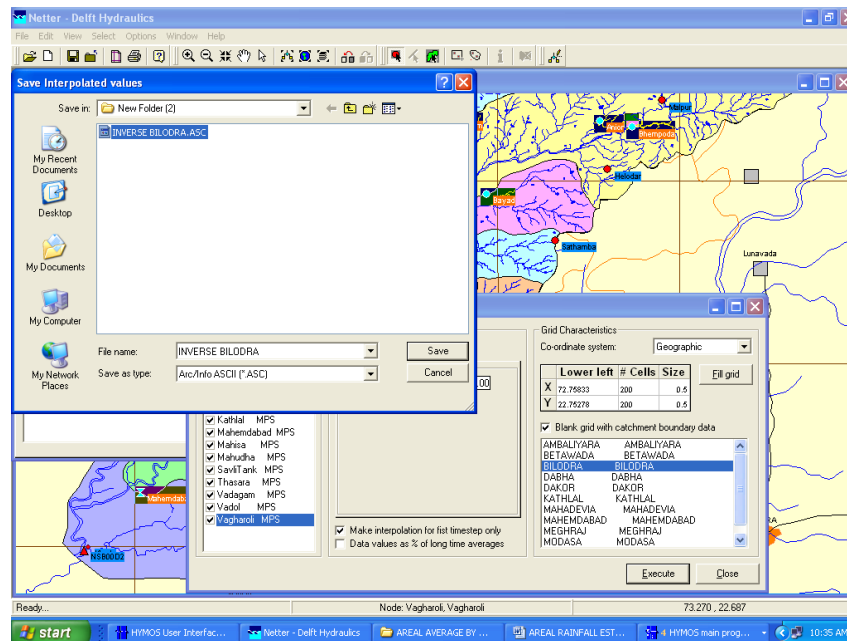 Netter - Delft Hydraulics
File Edit View Select Options Window Help
Save Interpolated values
Save in: New Folder (2)
INVERSE BILODRA.ASC
My Recent Documents
Desktop
My Documents
My Computer
My Network Places
File name: INVERSE BILODRA Save
Save as type: Arc/Info ASCII (*.ASC) Cancel
Malpur
Bhempoda
Helodar
Bayad
Sathamba
Lunavada
Grid Characteristics
Co-ordinate system: Geographic
Lower left # Cells Size
X 72.75833 200 0.5
Y 22.75278 200 0.5
Fill grid
Blank grid with catchment boundary data
AMBALIYARA AMBALIYARA
BETAWADA BETAWADA
BILODRA BILODRA
DABHA DABHA
DAKOR DAKOR
KATHLAL KATHLAL
MAHADEVIA MAHADEVIA
MAHEMDABAD MAHEMDABAD
MEGHRAJ MEGHRAJ
MODASA MODASA
Kathlal MPS
Mahemdabad MPS
Mahisa MPS
Mahudha MPS
SavliTank MPS
Thasara MPS
Vadagam MPS
Vadol MPS
Vagharoli MPS
Make interpolation for fist timestep only
Data values as % of long time averages
Execute Close
Mahemdaba
NSB00D2
Ready... Node: Vagharoli, Vagharoli 73.270 , 22.687
start HYMOS User Interfac... Netter - Delft Hydraulics AREAL AVERAGE BY ... AREAL RAINFALL EST... 4 HYMOS main prog... 10:35 AM